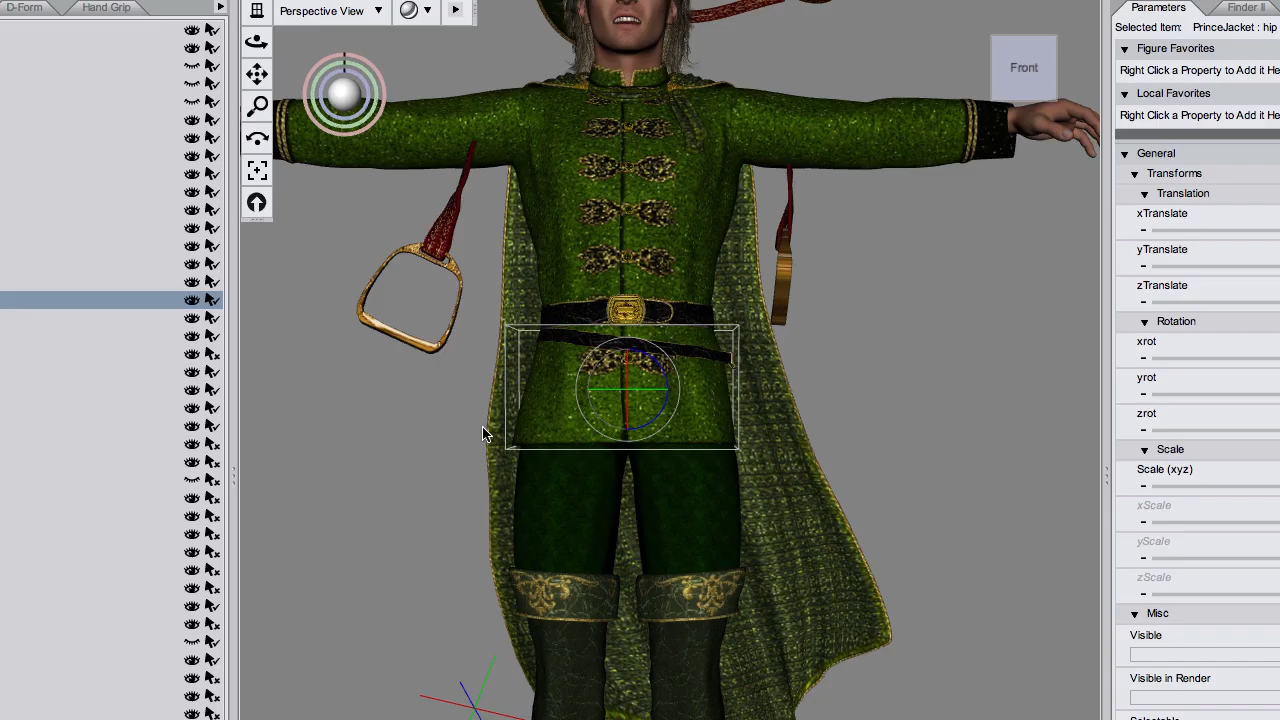 D-Form
Hand Grip
Perspective View
Front
Parameters
Finder II
Selected Item: PrinceJacket : hip
Figure Favorites
Right Click a Property to Add it He
Local Favorites
Right Click a Property to Add it He
General
Transforms
Translation
xTranslate
yTranslate
zTranslate
Rotation
xrot
yrot
zrot
Scale
Scale (xyz)
xScale
yScale
zScale
Misc
Visible
Visible in Render